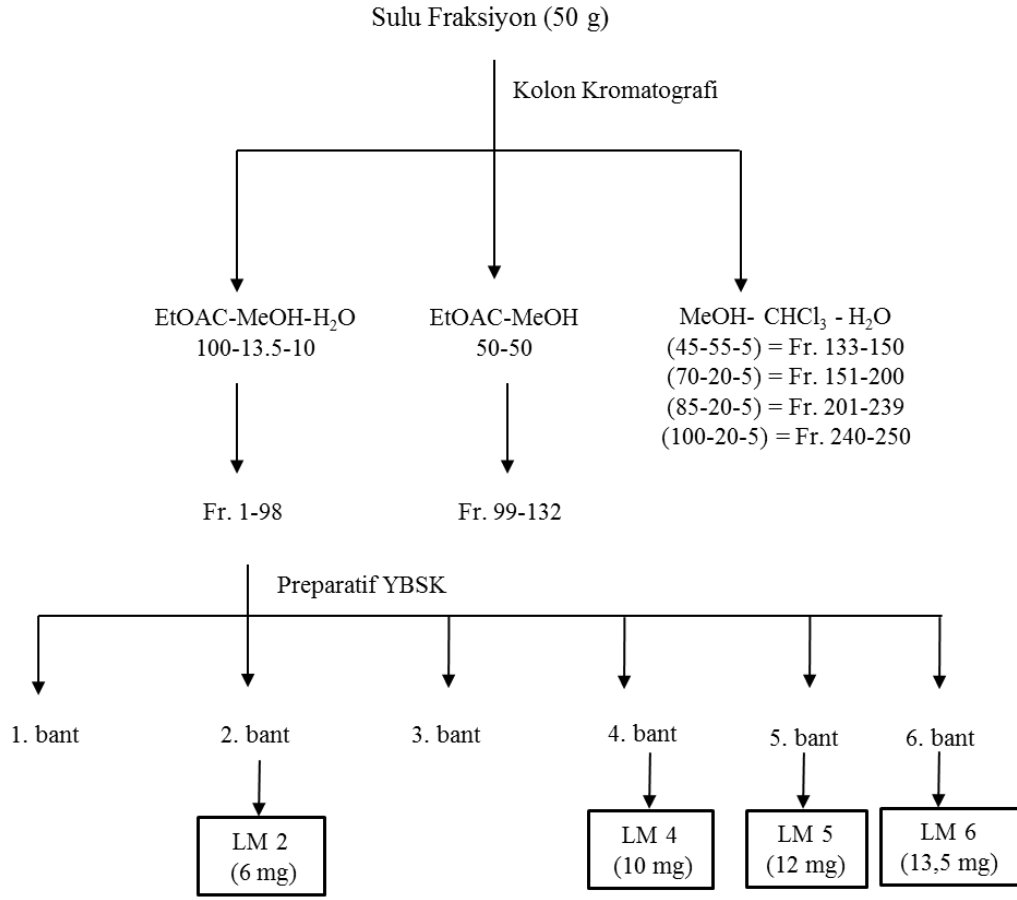 Sulu Fraksiyon (50 g)
Kolon Kromatografi
EtOAC-MeOH-H₂O
100-13.5-10
EtOAC-MeOH
50-50
MeOH- CHCl₃ - H₂O
(45-55-5) = Fr. 133-150
(70-20-5) = Fr. 151-200
(85-20-5) = Fr. 201-239
(100-20-5) = Fr. 240-250
Fr. 1-98
Fr. 99-132
Preparatif YBSK
1. bant
2. bant
3. bant
4. bant
5. bant
6. bant
LM 2
(6 mg)
LM 4
(10 mg)
LM 5
(12 mg)
LM 6
(13,5 mg)